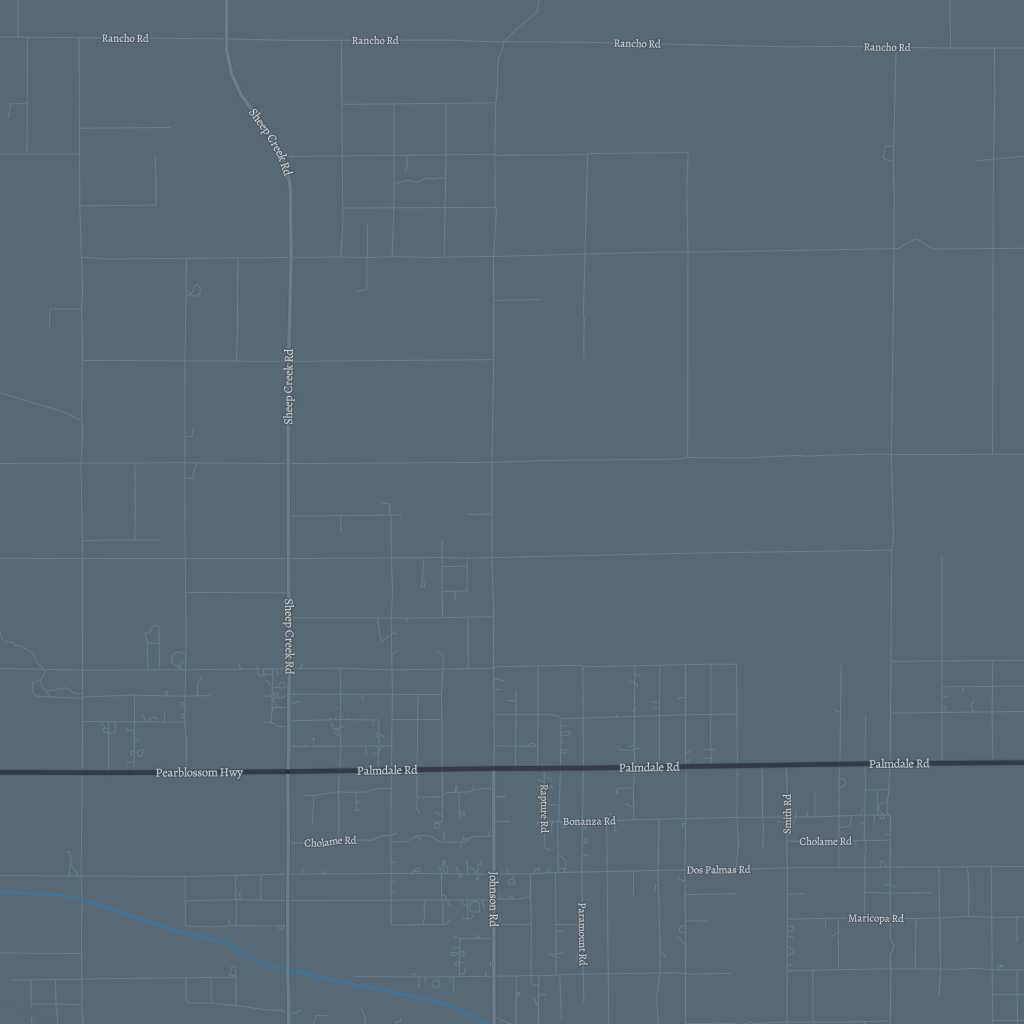 Rancho Rd
Rancho Rd
Rancho Rd
Rancho Rd
Sheep Creek Rd
Sheep Creek Rd
Sheep Creek Rd
Pearblossom Hwy
Palmdale Rd
Palmdale Rd
Palmdale Rd
Rapture Rd
Bonanza Rd
Smith Rd
Cholame Rd
Cholame Rd
Dos Palmas Rd
Johnson Rd
Paramount Rd
Maricopa Rd